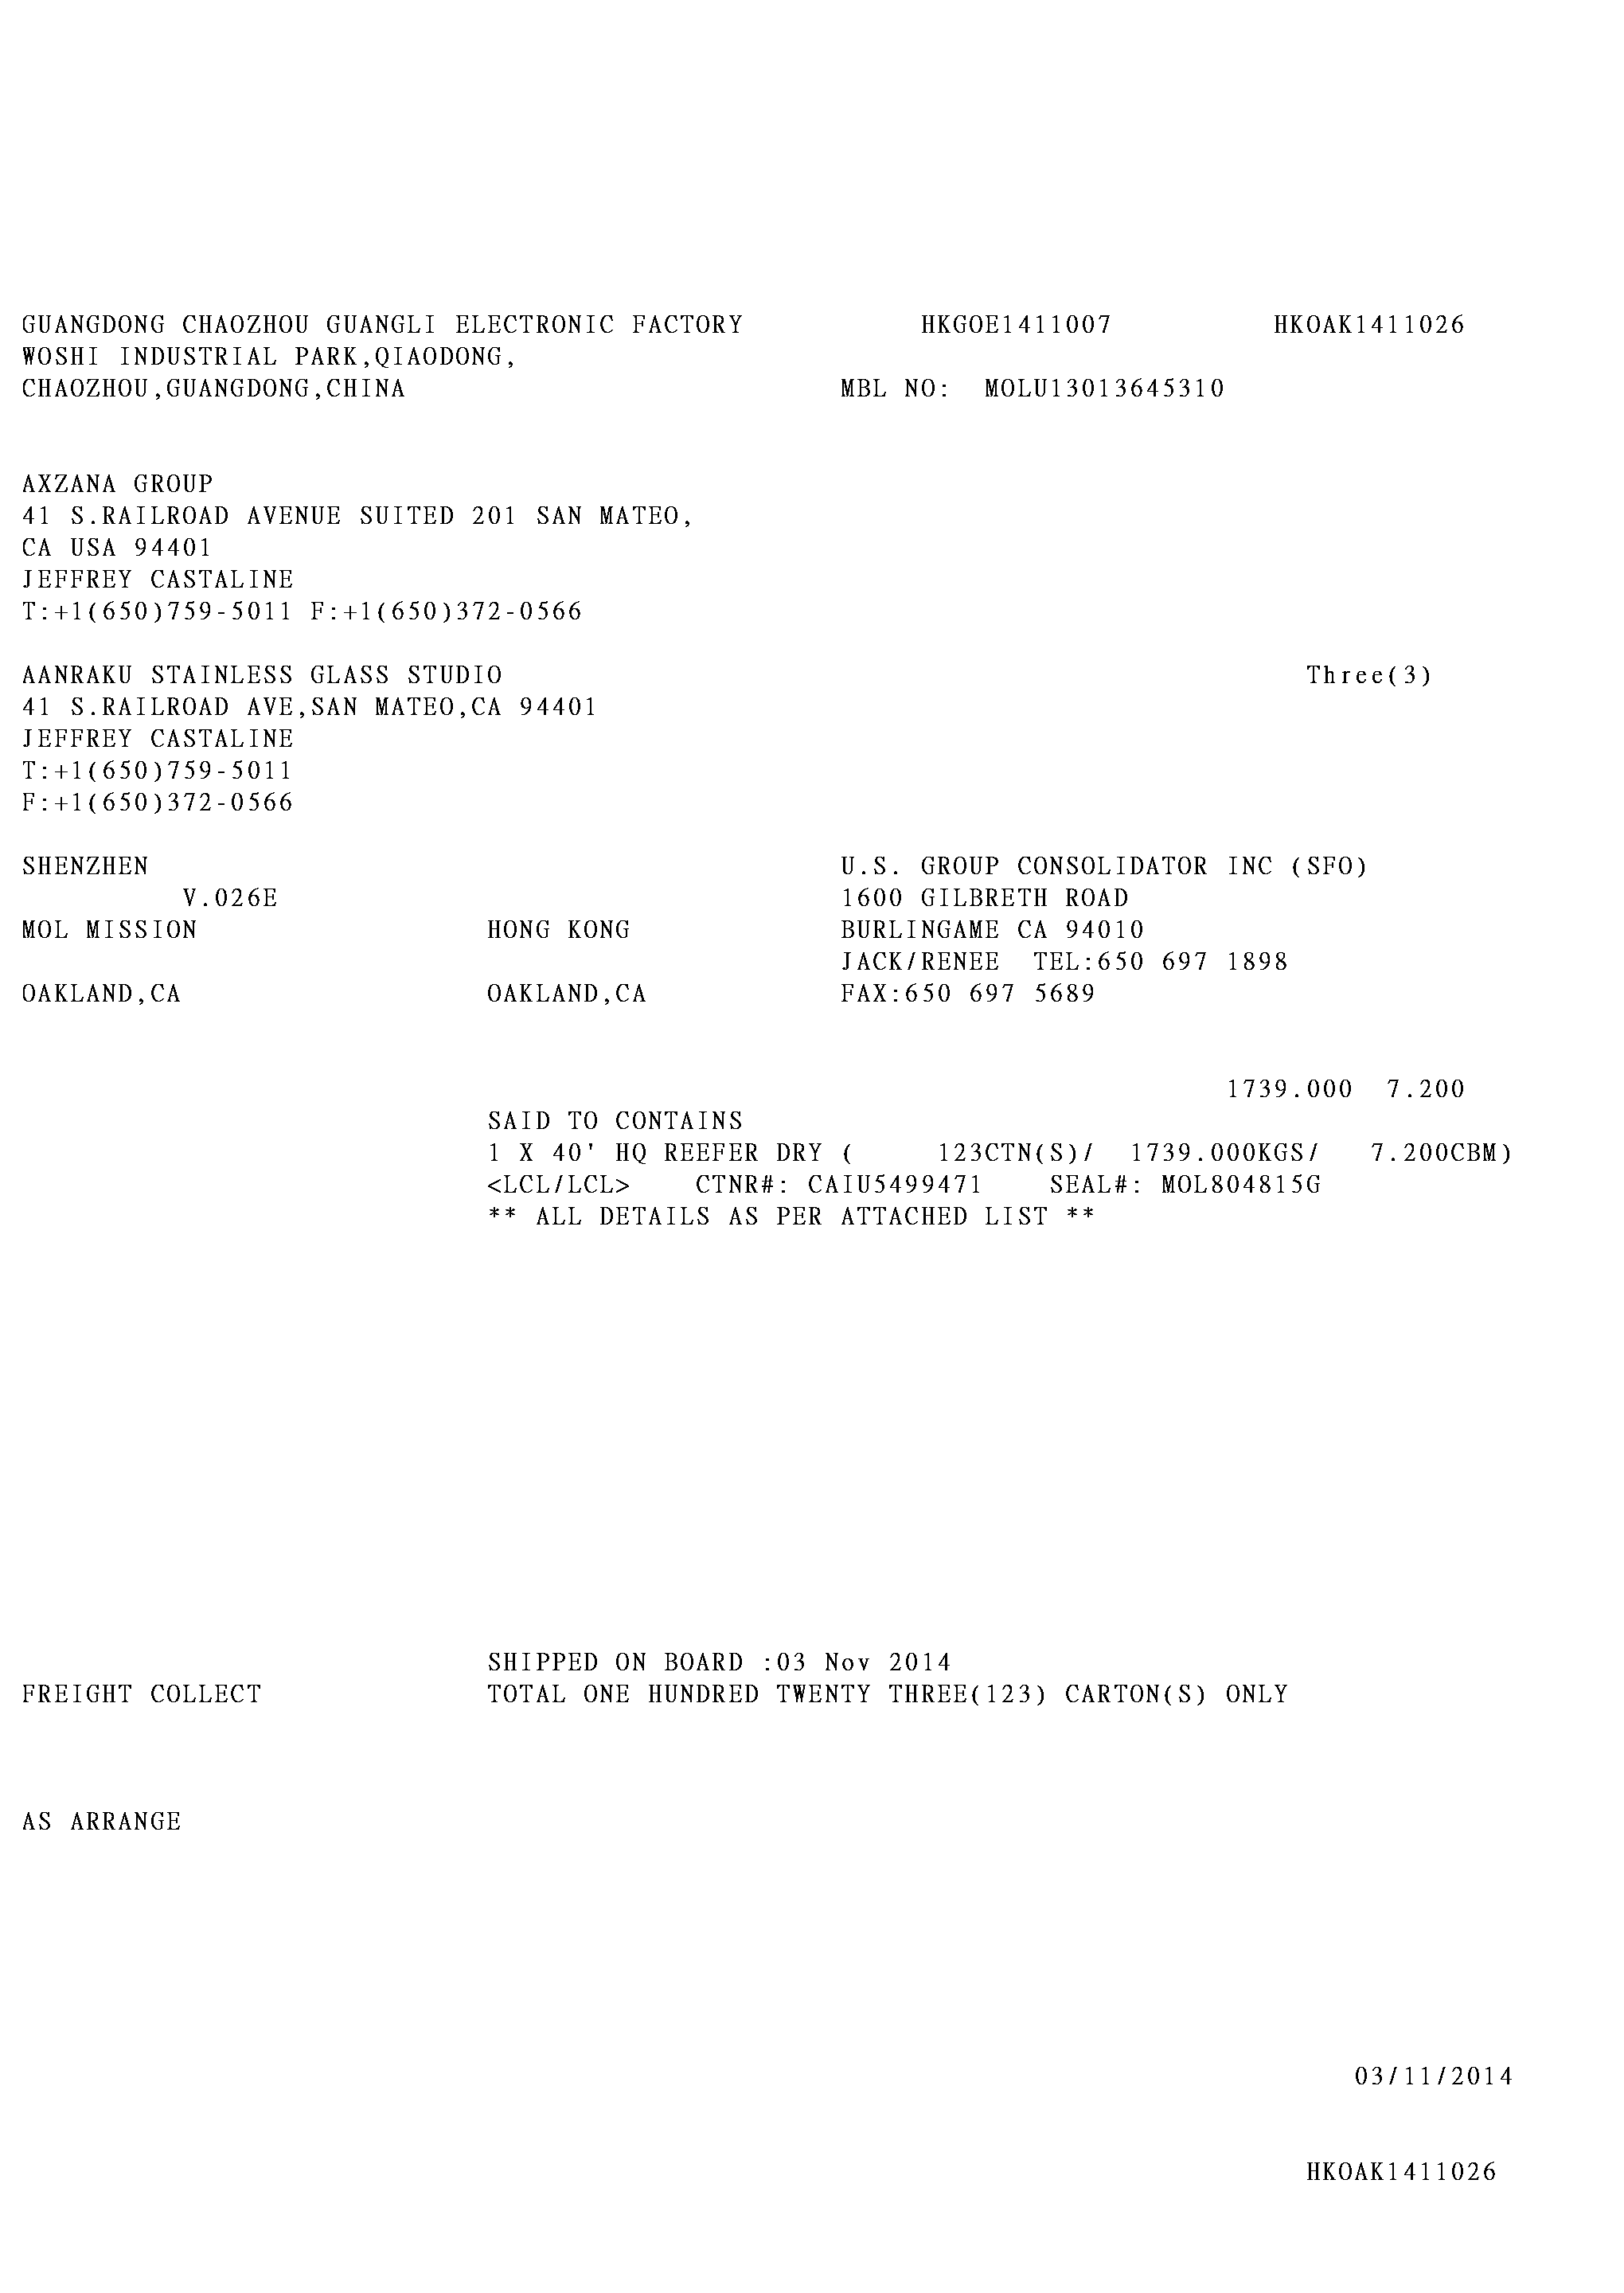 GUANGDONG CHAOZHOU GUANGLI ELECTRONIC FACTORY HKGOE1411007 HKOAK1411026
WOSHI INDUSTRIAL PARK,QIAODONG,
CHAOZHOU,GUANGDONG,CHINA MBL NO: MOLU13013645310
AXZANA GROUP
41 S.RAILROAD AVENUE SUITED 201 SAN MATEO,
CA USA 94401
JEFFREY CASTALINE
T:+1(650)759-5011 F:+1(650)372-0566
AANRAKU STAINLESS GLASS STUDIO Three(3)
41 S.RAILROAD AVE,SAN MATEO,CA 94401
JEFFREY CASTALINE
T:+1(650)759-5011
F:+1(650)372-0566
SHENZHEN U.S. GROUP CONSOLIDATOR INC (SFO)
V.026E 1600 GILBRETH ROAD
MOL MISSION HONG KONG BURLINGAME CA 94010
JACK/RENEE TEL:650 697 1898
OAKLAND,CA OAKLAND,CA FAX:650 697 5689
1739.000 7.200
SAID TO CONTAINS
1 X 40' HQ REEFER DRY ( 123CTN(S)/ 1739.000KGS/ 7.200CBM)
<LCL/LCL> CTNR#: CAIU5499471 SEAL#: MOL804815G
** ALL DETAILS AS PER ATTACHED LIST **
SHIPPED ON BOARD :03 Nov 2014
FREIGHT COLLECT TOTAL ONE HUNDRED TWENTY THREE(123) CARTON(S) ONLY
AS ARRANGE
03/11/2014
HKOAK1411026